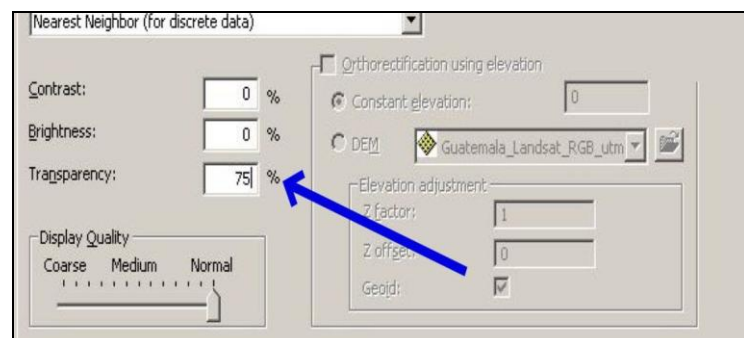 Nearest Neighbor (for discrete data)
Orthorectification using elevation
Contrast: 0 %
Constant elevation: 0
Brightness: 0 %
DEM Guatemala_Landsat_RGB_utm
Transparency: 75 %
Elevation adjustment
Z factor: 1
Display Quality
Z offset: 0
Coarse Medium Normal
Geoid: